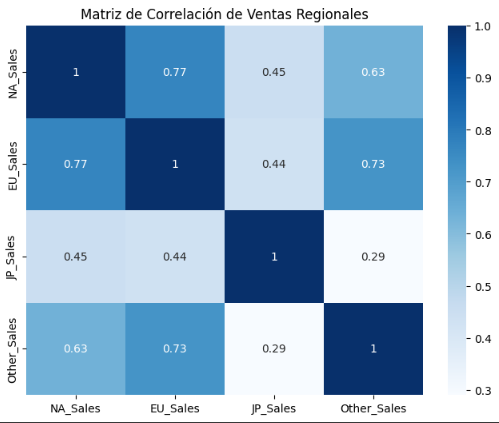 Matriz de Correlación de Ventas Regionales
NA_Sales 1 0.77 0.45 0.63
EU_Sales 0.77 1 0.44 0.73
JP_Sales 0.45 0.44 1 0.29
Other_Sales 0.63 0.73 0.29 1
NA_Sales EU_Sales JP_Sales Other_Sales
1.0
0.9
0.8
0.7
0.6
0.5
0.4
0.3